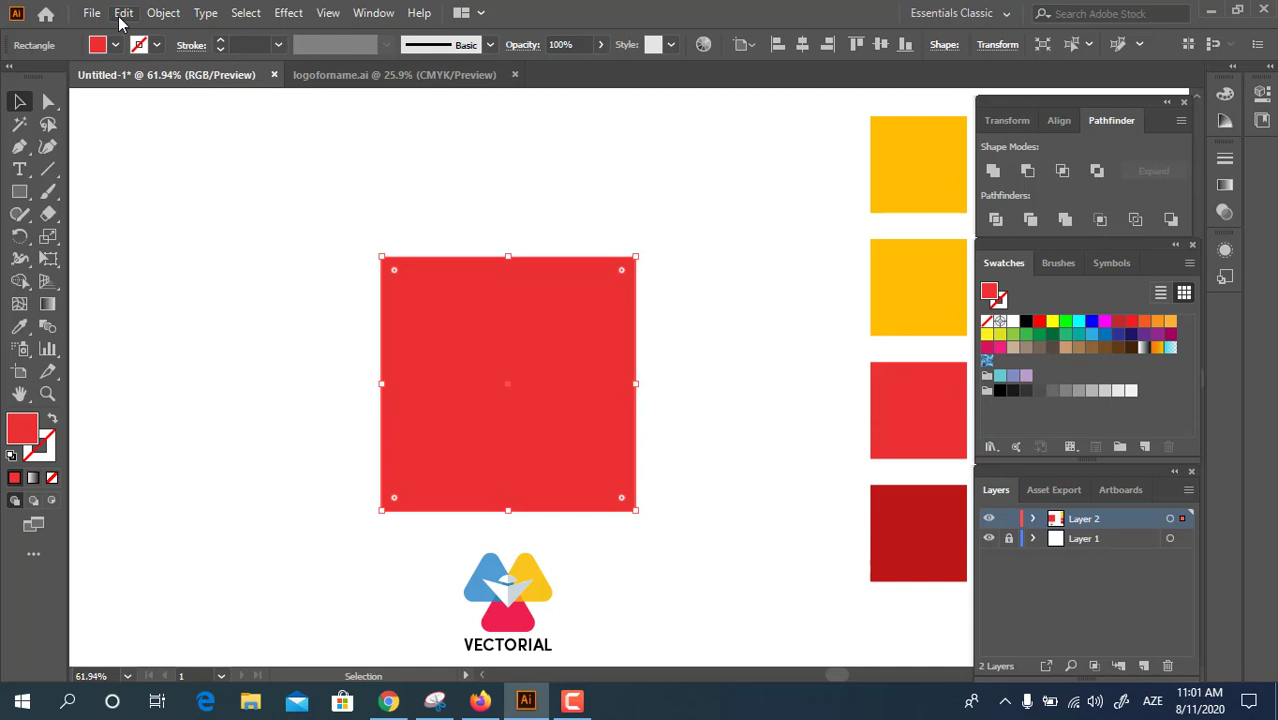 Ai File Edit Object Type Select Effect View Window Help Essentials Classic Search Adobe Stock
Rectangle Stroke: Basic Opacity: 100% Style: Shape: Transform
Untitled-1* @ 61.94% (RGB/Preview) × logoforname.ai @ 25.9% (CMYK/Preview) ×
Transform Align Pathfinder
Shape Modes:
Expand
Pathfinders:
Swatches Brushes Symbols
Layers Asset Export Artboards
Layer 2
Layer 1
VECTORIAL
2 Layers
61.94% 1 Selection
Ai AZE
11:01 AM
8/11/2020